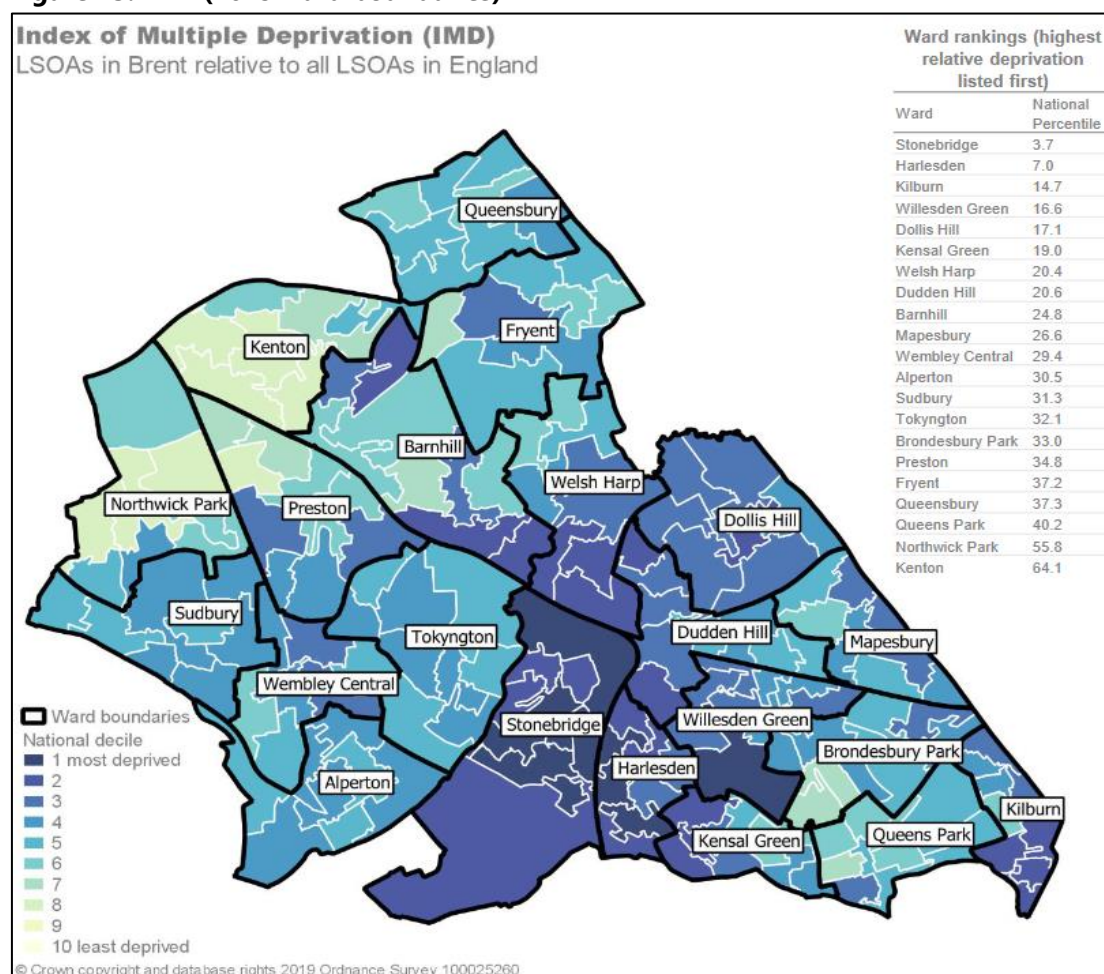 Index of Multiple Deprivation (IMD)
LSOAs in Brent relative to all LSOAs in England
Ward rankings (highest
relative deprivation
listed first)
Ward National
Percentile
Stonebridge 3.7
Harlesden 7.0
Kilburn 14.7
Willesden Green 16.6
Dollis Hill 17.1
Kensal Green 19.0
Welsh Harp 20.4
Dudden Hill 20.6
Barnhill 24.8
Mapesbury 26.6
Wembley Central 29.4
Alperton 30.5
Sudbury 31.3
Tokyngton 32.1
Brondesbury Park 33.0
Preston 34.8
Fryent 37.2
Queensbury 37.3
Queens Park 40.2
Northwick Park 55.8
Kenton 64.1
Queensbury
Fryent
Kenton
Barnhill
Welsh Harp
Northwick Park
Preston
Dollis Hill
Sudbury
Tokyngton
Dudden Hill
Mapesbury
Wembley Central
Stonebridge
Willesden Green
Brondesbury Park
Alperton
Harlesden
Kilburn
Kensal Green
Queens Park
Ward boundaries
National decile
1 most deprived
2
3
4
5
6
7
8
9
10 least deprived
© Crown copyright and database rights 2019 Ordnance Survey 100025260